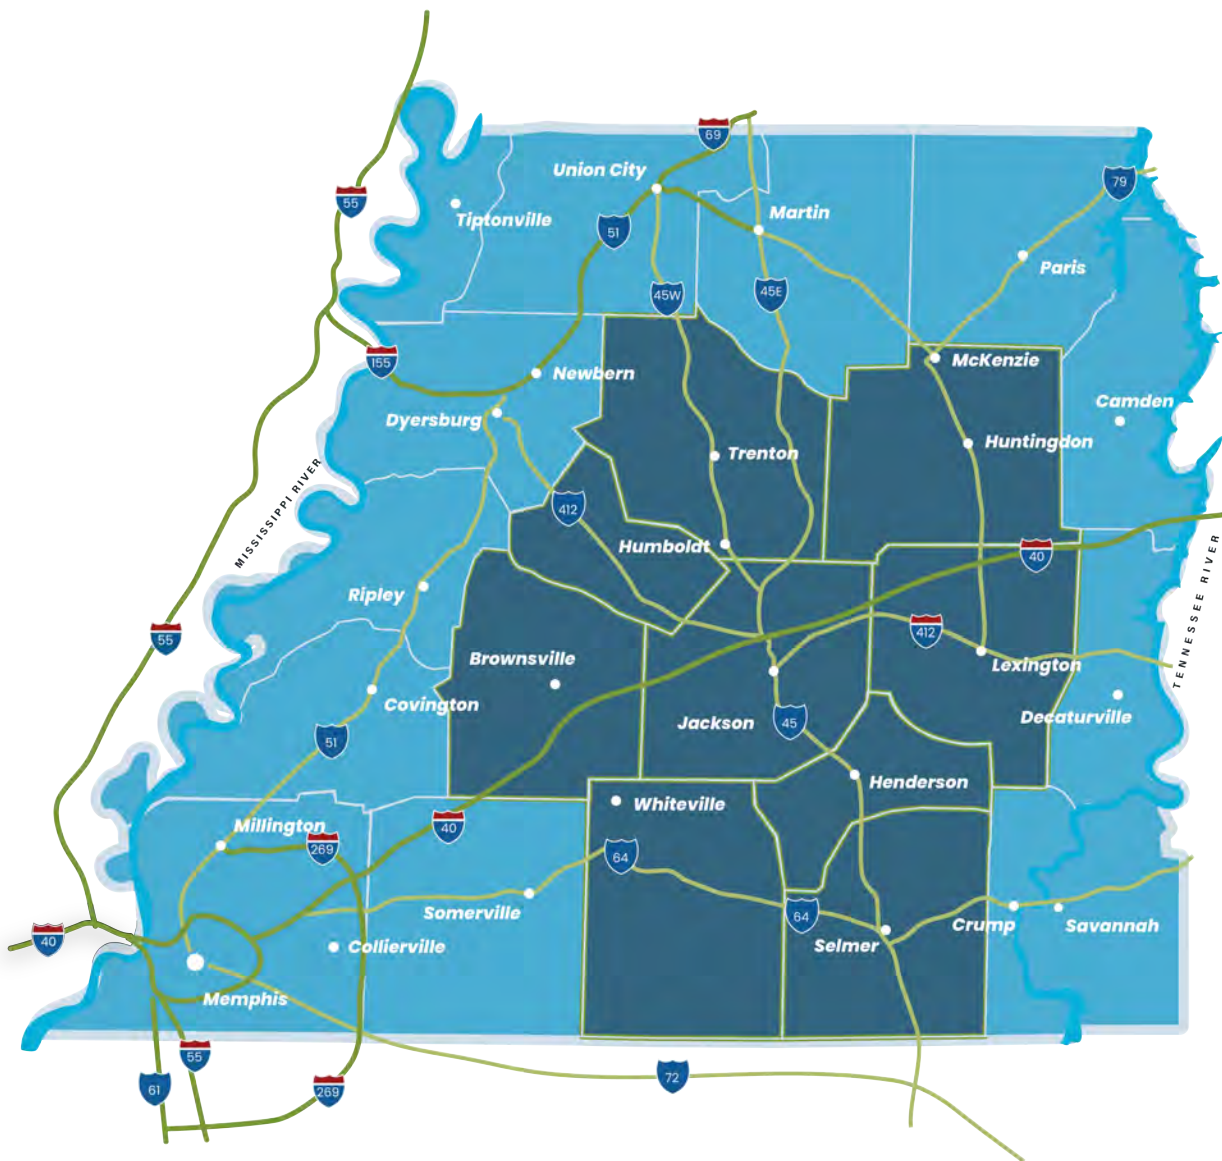 69
Union City
79
55
Martin
Tiptonville
51
Paris
45W
45E
155
McKenzie
Newbern
Camden
Dyersburg
Huntingdon
Trenton
MISSISSIPPI RIVER
412
Humboldt
40
TENNESSEE RIVER
Ripley
55
412
Brownsville
Lexington
Covington
Decaturville
Jackson
45
51
Henderson
Whiteville
Millington
40
269
64
Somerville
64
Crump
Savannah
40
Collierville
Selmer
Memphis
55
72
61
269